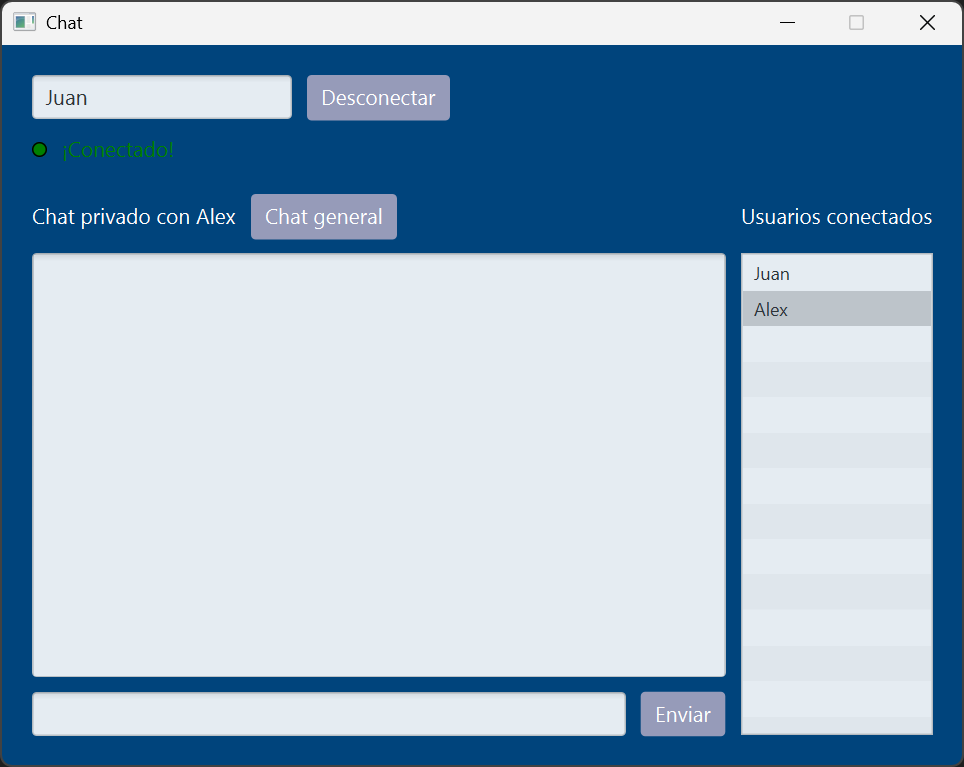 Chat
Juan
Desconectar
¡Conectado!
Chat privado con Alex
Chat general
Usuarios conectados
Juan
Alex
Enviar